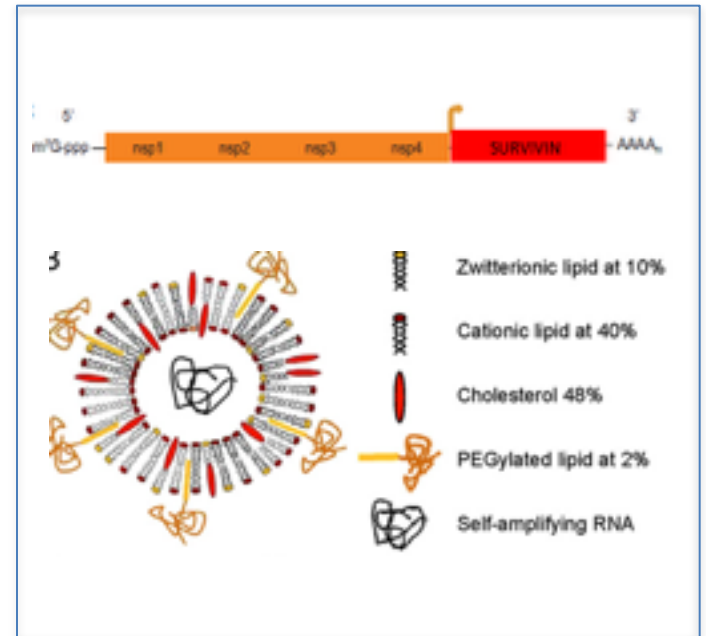 5' 3'
m⁷G-ppp nsp1 nsp2 nsp3 nsp4 SURVIVIN AAAAₙ
Zwitterionic lipid at 10%
Cationic lipid at 40%
Cholesterol 48%
PEGylated lipid at 2%
Self-amplifying RNA